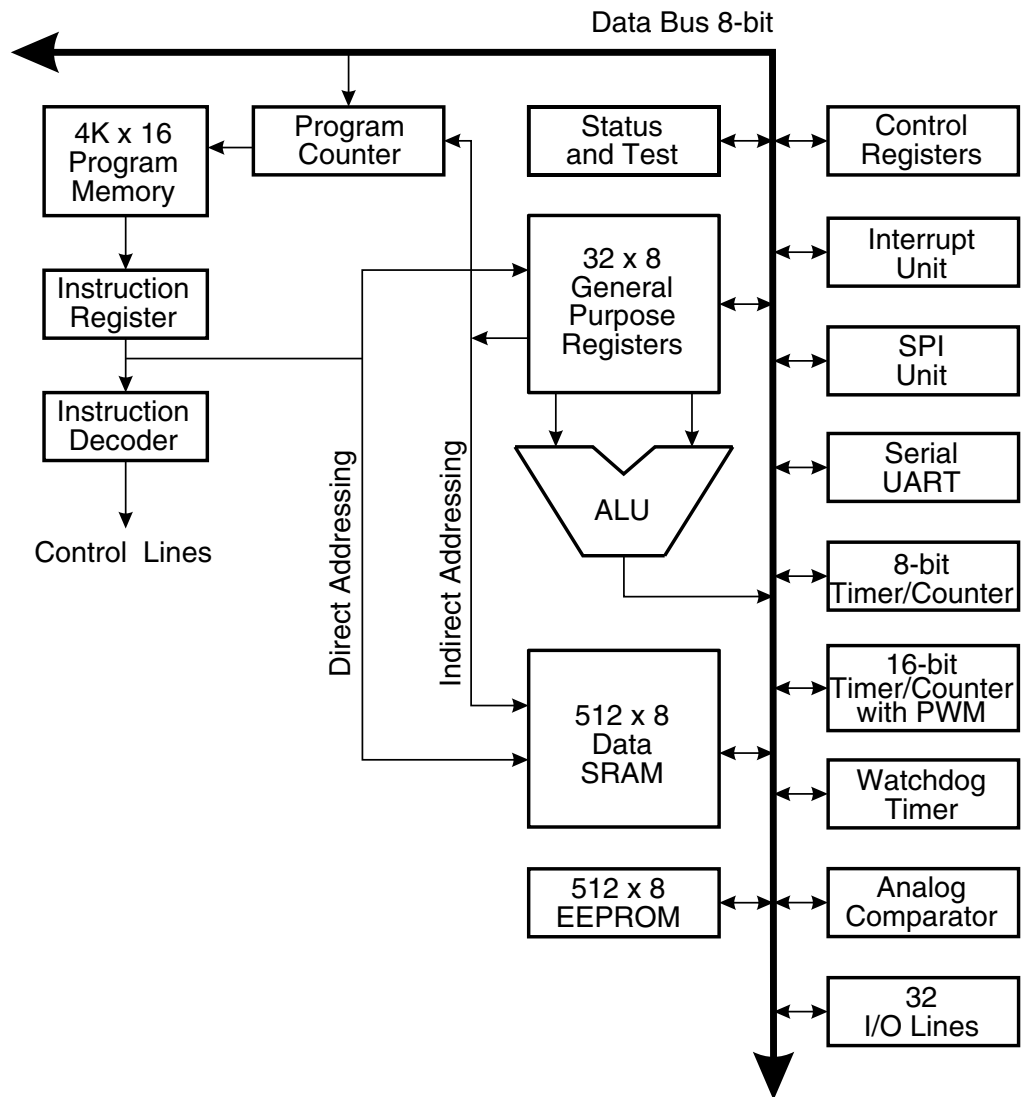 Data Bus 8-bit
4K x 16
Program
Memory
Program
Counter
Status
and Test
Control
Registers
Instruction
Register
32 x 8
General
Purpose
Registers
Interrupt
Unit
SPI
Unit
Instruction
Decoder
Control Lines
Direct Addressing
Indirect Addressing
ALU
Serial
UART
8-bit
Timer/Counter
512 x 8
Data
SRAM
16-bit
Timer/Counter
with PWM
Watchdog
Timer
512 x 8
EEPROM
Analog
Comparator
32
I/O Lines